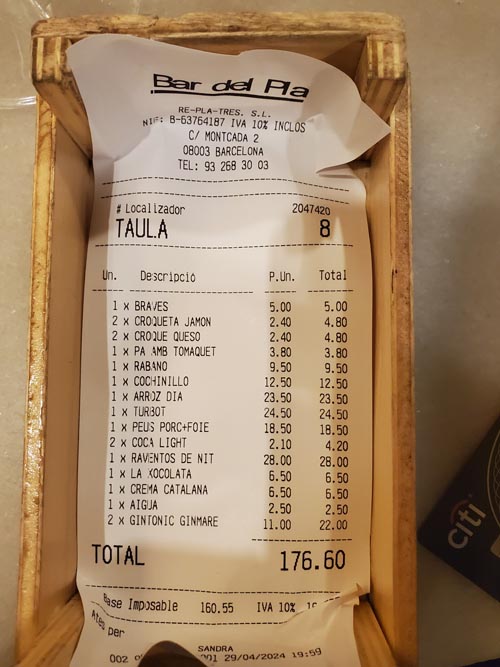 Bar del Pla
RE-PLA-TRES, S.L.
NIF: B-63764187 IVA 10% INCLOS
C/ MONTCADA 2
08003 BARCELONA
TEL: 93 268 30 03
# Localizador 2047420
TAULA 8
Un. Descripció P.Un. Total
1 x BRAVES 5.00 5.00
2 x CROQUETA JAMON 2.40 4.80
2 x CROQUE QUESO 2.40 4.80
1 x PA AMB TOMAQUET 3.80 3.80
1 x RABANO 9.50 9.50
1 x COCHINILLO 12.50 12.50
1 x ARROZ DIA 23.50 23.50
1 x TURBOT 24.50 24.50
1 x PEUS PORC+FOIE 18.50 18.50
2 x COCA LIGHT 2.10 4.20
1 x RAVENTOS DE NIT 28.00 28.00
1 x LA XOCOLATA 6.50 6.50
1 x CREMA CATALANA 6.50 6.50
1 x AIGUA 2.50 2.50
2 x GINTONIC GINMARE 11.00 22.00
TOTAL 176.60
Base Imposable 160.55 IVA 10%
Atès per
SANDRA
002 001 29/04/2024 19:59
citi